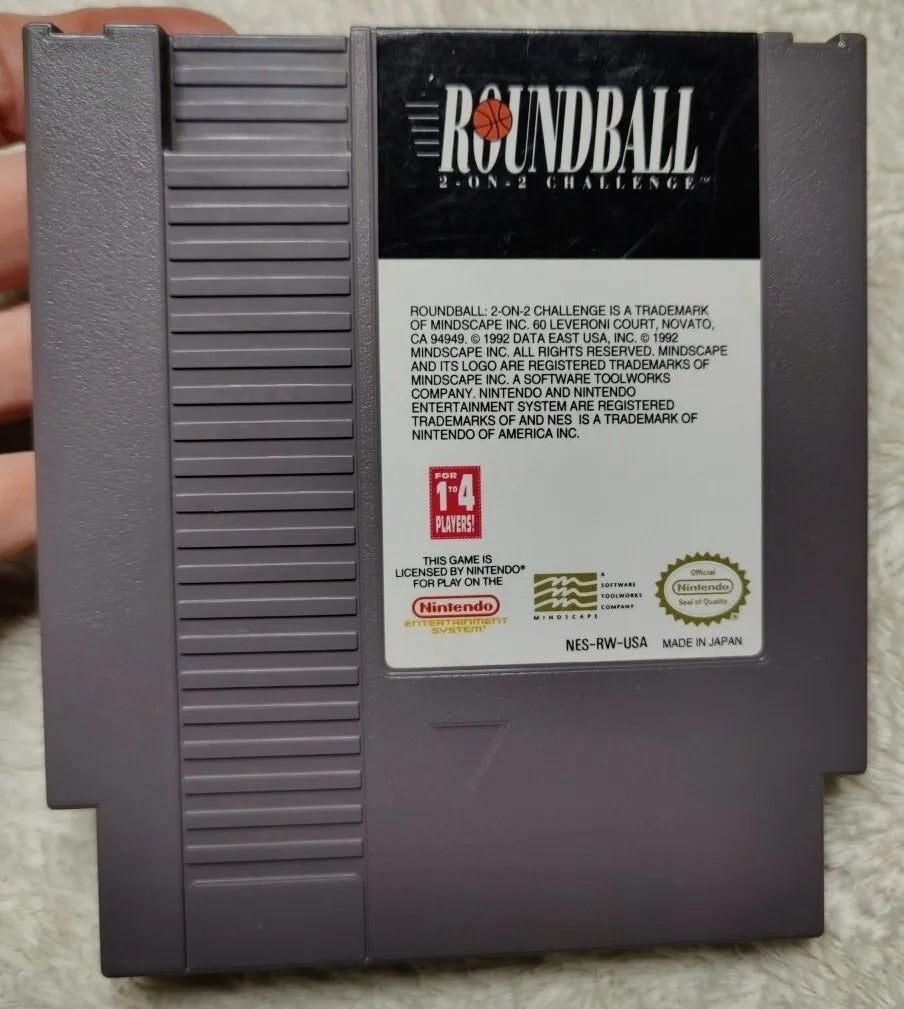 ROUNDBALL
2-ON-2 CHALLENGE™
ROUNDBALL: 2-ON-2 CHALLENGE IS A TRADEMARK
OF MINDSCAPE INC. 60 LEVERONI COURT, NOVATO,
CA 94949. © 1992 DATA EAST USA, INC. © 1992
MINDSCAPE INC. ALL RIGHTS RESERVED. MINDSCAPE
AND ITS LOGO ARE REGISTERED TRADEMARKS OF
MINDSCAPE INC. A SOFTWARE TOOLWORKS
COMPANY. NINTENDO AND NINTENDO
ENTERTAINMENT SYSTEM ARE REGISTERED
TRADEMARKS OF AND NES IS A TRADEMARK OF
NINTENDO OF AMERICA INC.
FOR
1 TO 4
PLAYERS!
THIS GAME IS
LICENSED BY NINTENDO®
FOR PLAY ON THE
Nintendo
ENTERTAINMENT
SYSTEM®
A
SOFTWARE
TOOLWORKS
COMPANY
MINDSCAPE
Official
Nintendo
Seal of Quality
®
NES-RW-USA MADE IN JAPAN